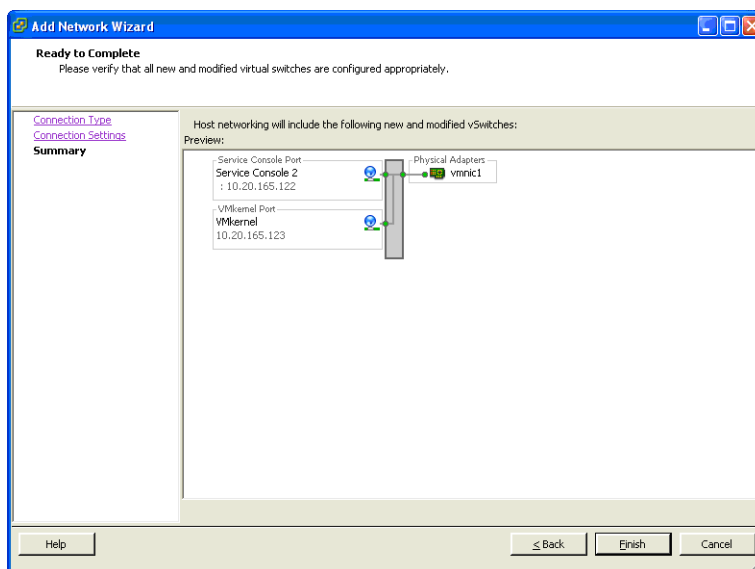 Add Network Wizard
Ready to Complete
Please verify that all new and modified virtual switches are configured appropriately.
Connection Type
Connection Settings
Summary
Host networking will include the following new and modified vSwitches:
Preview:
Service Console Port
Service Console 2
: 10.20.165.122
Physical Adapters
vmnic1
VMkernel Port
VMkernel
10.20.165.123
Help
< Back
Finish
Cancel